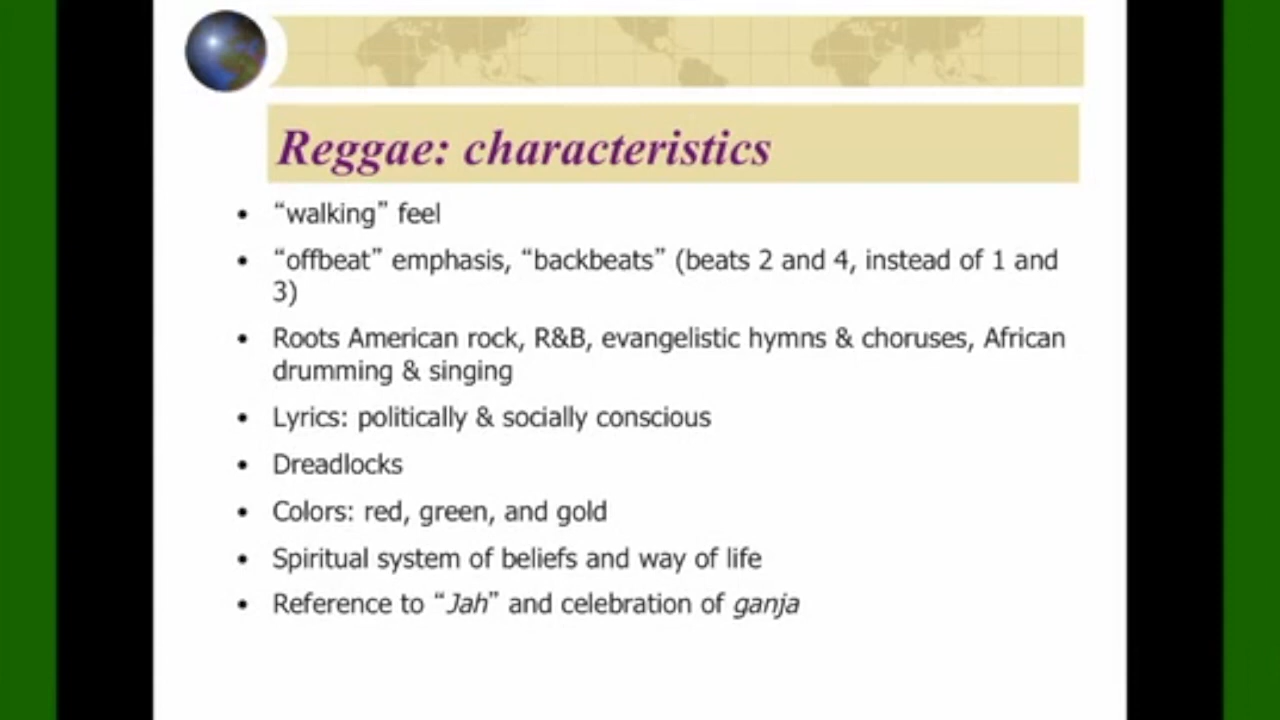 Reggae: characteristics
• “walking” feel
• “offbeat” emphasis, “backbeats” (beats 2 and 4, instead of 1 and
3)
• Roots American rock, R&B, evangelistic hymns & choruses, African
drumming & singing
• Lyrics: politically & socially conscious
• Dreadlocks
• Colors: red, green, and gold
• Spiritual system of beliefs and way of life
• Reference to “Jah” and celebration of ganja